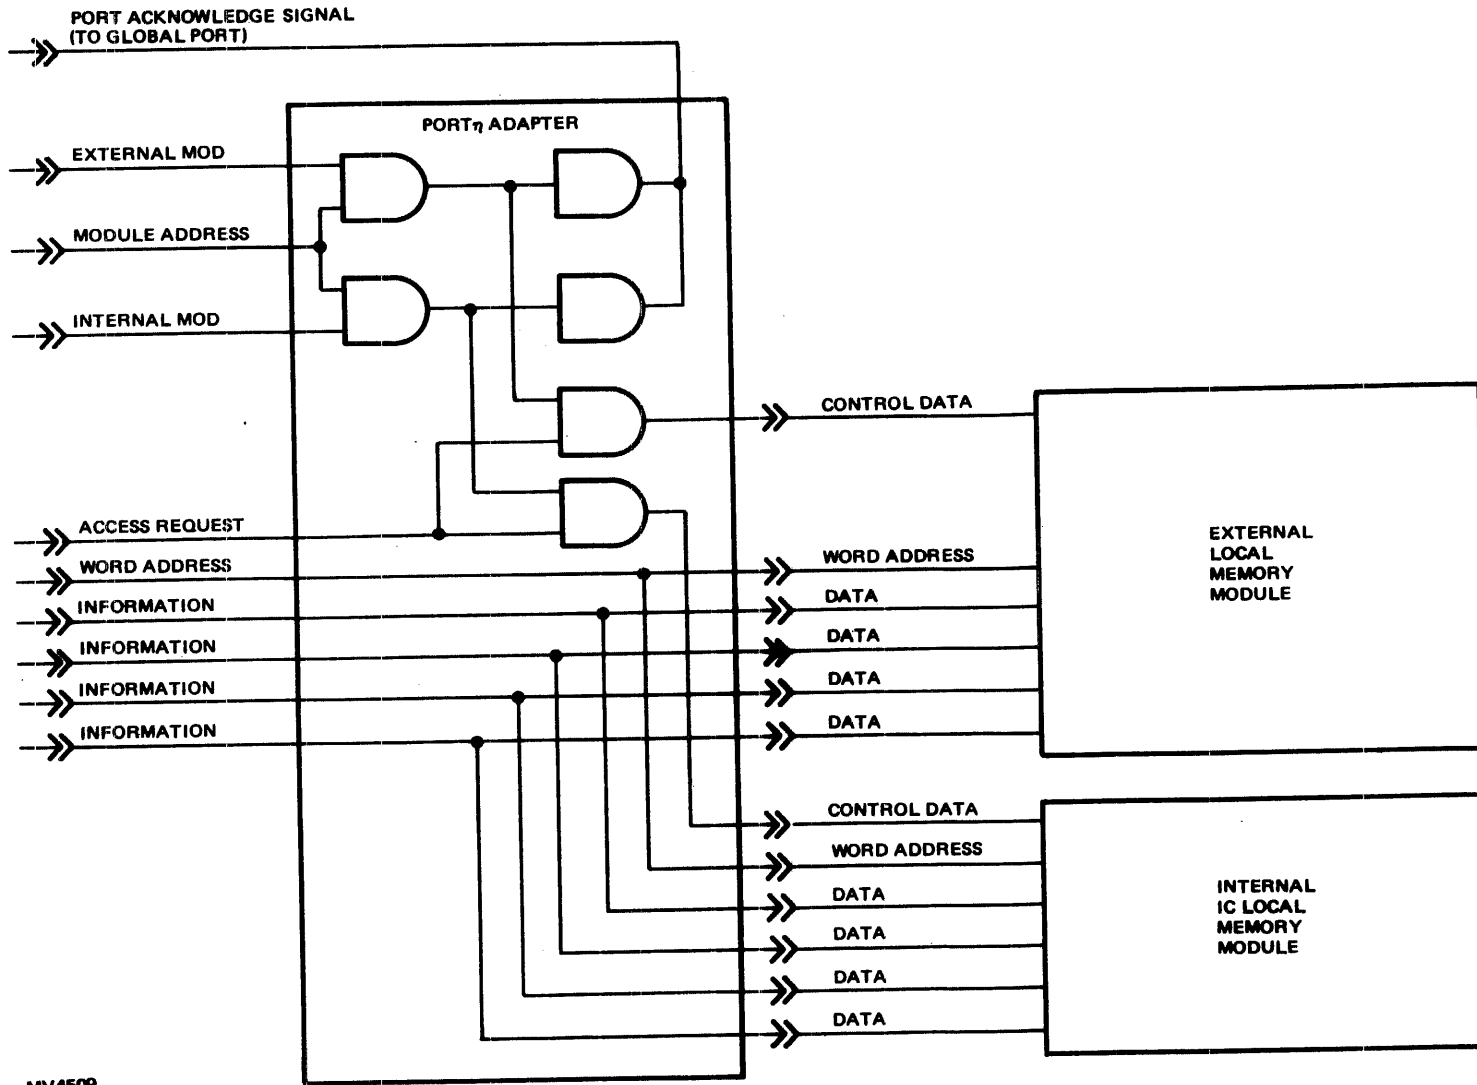 PORT ACKNOWLEDGE SIGNAL
(TO GLOBAL PORT)
PORT η ADAPTER
EXTERNAL MOD
MODULE ADDRESS
INTERNAL MOD
CONTROL DATA
ACCESS REQUEST
WORD ADDRESS
INFORMATION
INFORMATION
INFORMATION
INFORMATION
WORD ADDRESS
DATA
DATA
DATA
DATA
EXTERNAL
LOCAL
MEMORY
MODULE
CONTROL DATA
WORD ADDRESS
DATA
DATA
DATA
DATA
INTERNAL
IC LOCAL
MEMORY
MODULE